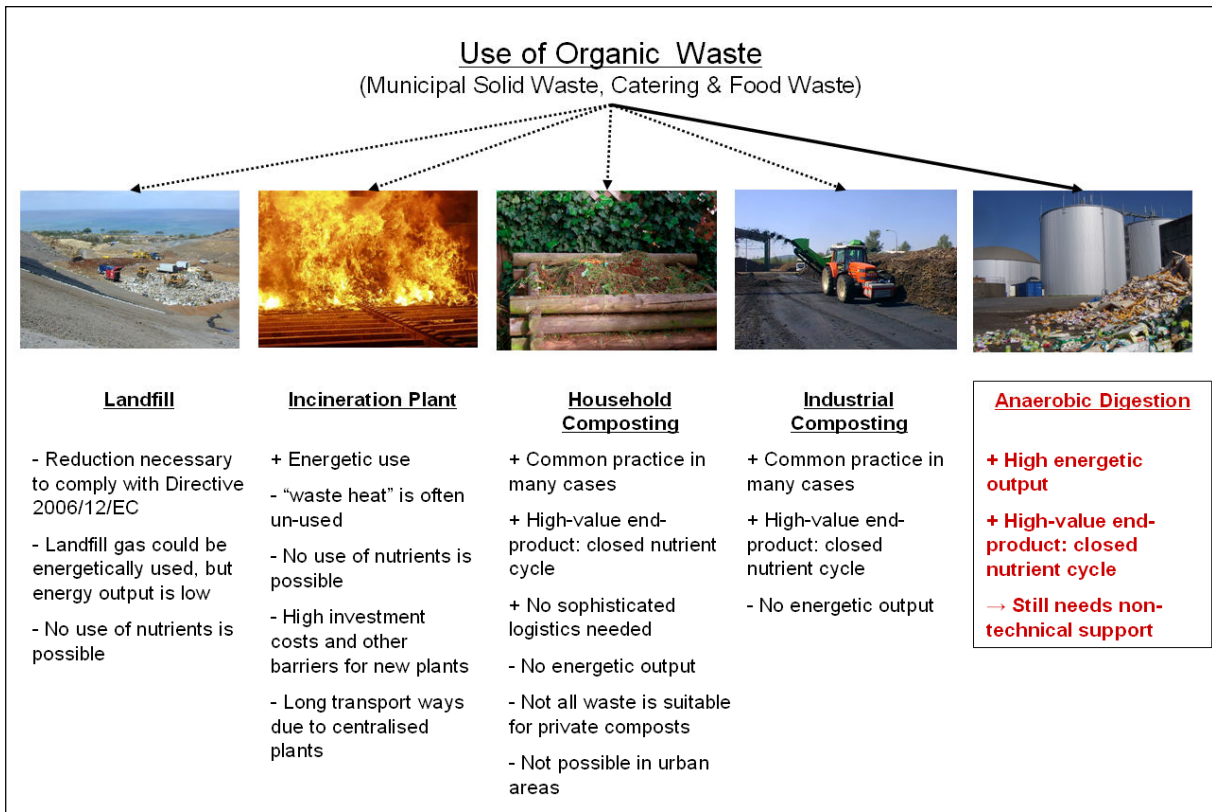 Use of Organic Waste
(Municipal Solid Waste, Catering & Food Waste)
Landfill
- Reduction necessary
to comply with Directive
2006/12/EC
- Landfill gas could be
energetically used, but
energy output is low
- No use of nutrients is
possible
Incineration Plant
+ Energetic use
- “waste heat” is often
un-used
- No use of nutrients is
possible
- High investment
costs and other
barriers for new plants
- Long transport ways
due to centralised
plants
Household
Composting
+ Common practice in
many cases
+ High-value end-
product: closed nutrient
cycle
+ No sophisticated
logistics needed
- No energetic output
- Not all waste is suitable
for private composts
- Not possible in urban
areas
Industrial
Composting
+ Common practice in
many cases
+ High-value end-
product: closed
nutrient cycle
- No energetic output
Anaerobic Digestion
+ High energetic
output
+ High-value end-
product: closed
nutrient cycle
→ Still needs non-
technical support